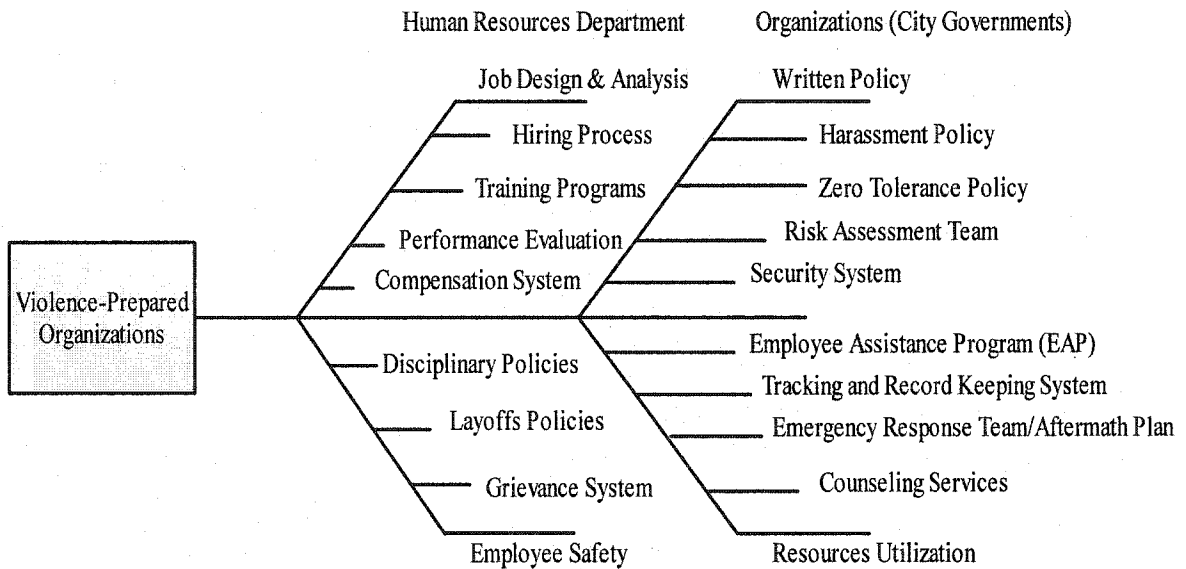 Human Resources Department
Organizations (City Governments)
Job Design & Analysis
Hiring Process
Training Programs
Performance Evaluation
Compensation System
Written Policy
Harassment Policy
Zero Tolerance Policy
Risk Assessment Team
Security System
Violence-Prepared
Organizations
Disciplinary Policies
Layoffs Policies
Grievance System
Employee Safety
Employee Assistance Program (EAP)
Tracking and Record Keeping System
Emergency Response Team/Aftermath Plan
Counseling Services
Resources Utilization